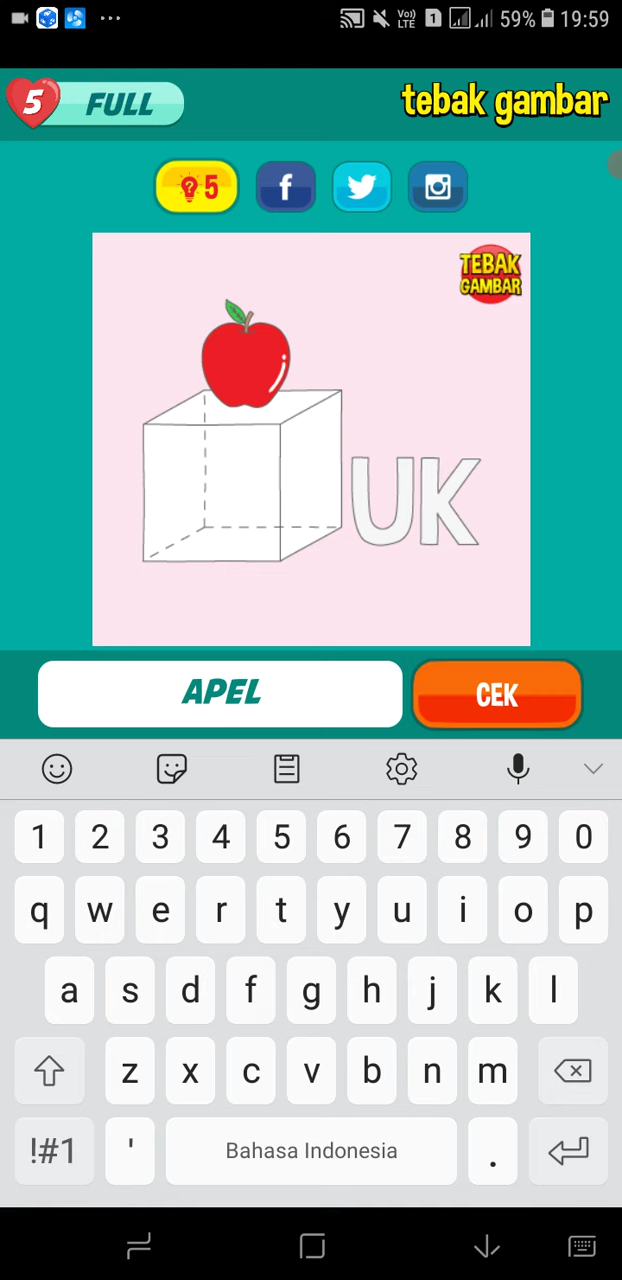 Voo) LTE 1 59% 19:59
5 FULL tebak gambar
5 f
TEBAK
GAMBAR
UK
APEL CEK
1 2 3 4 5 6 7 8 9 0
q w e r t y u i o p
a s d f g h j k l
z x c v b n m
!#1 ' Bahasa Indonesia .